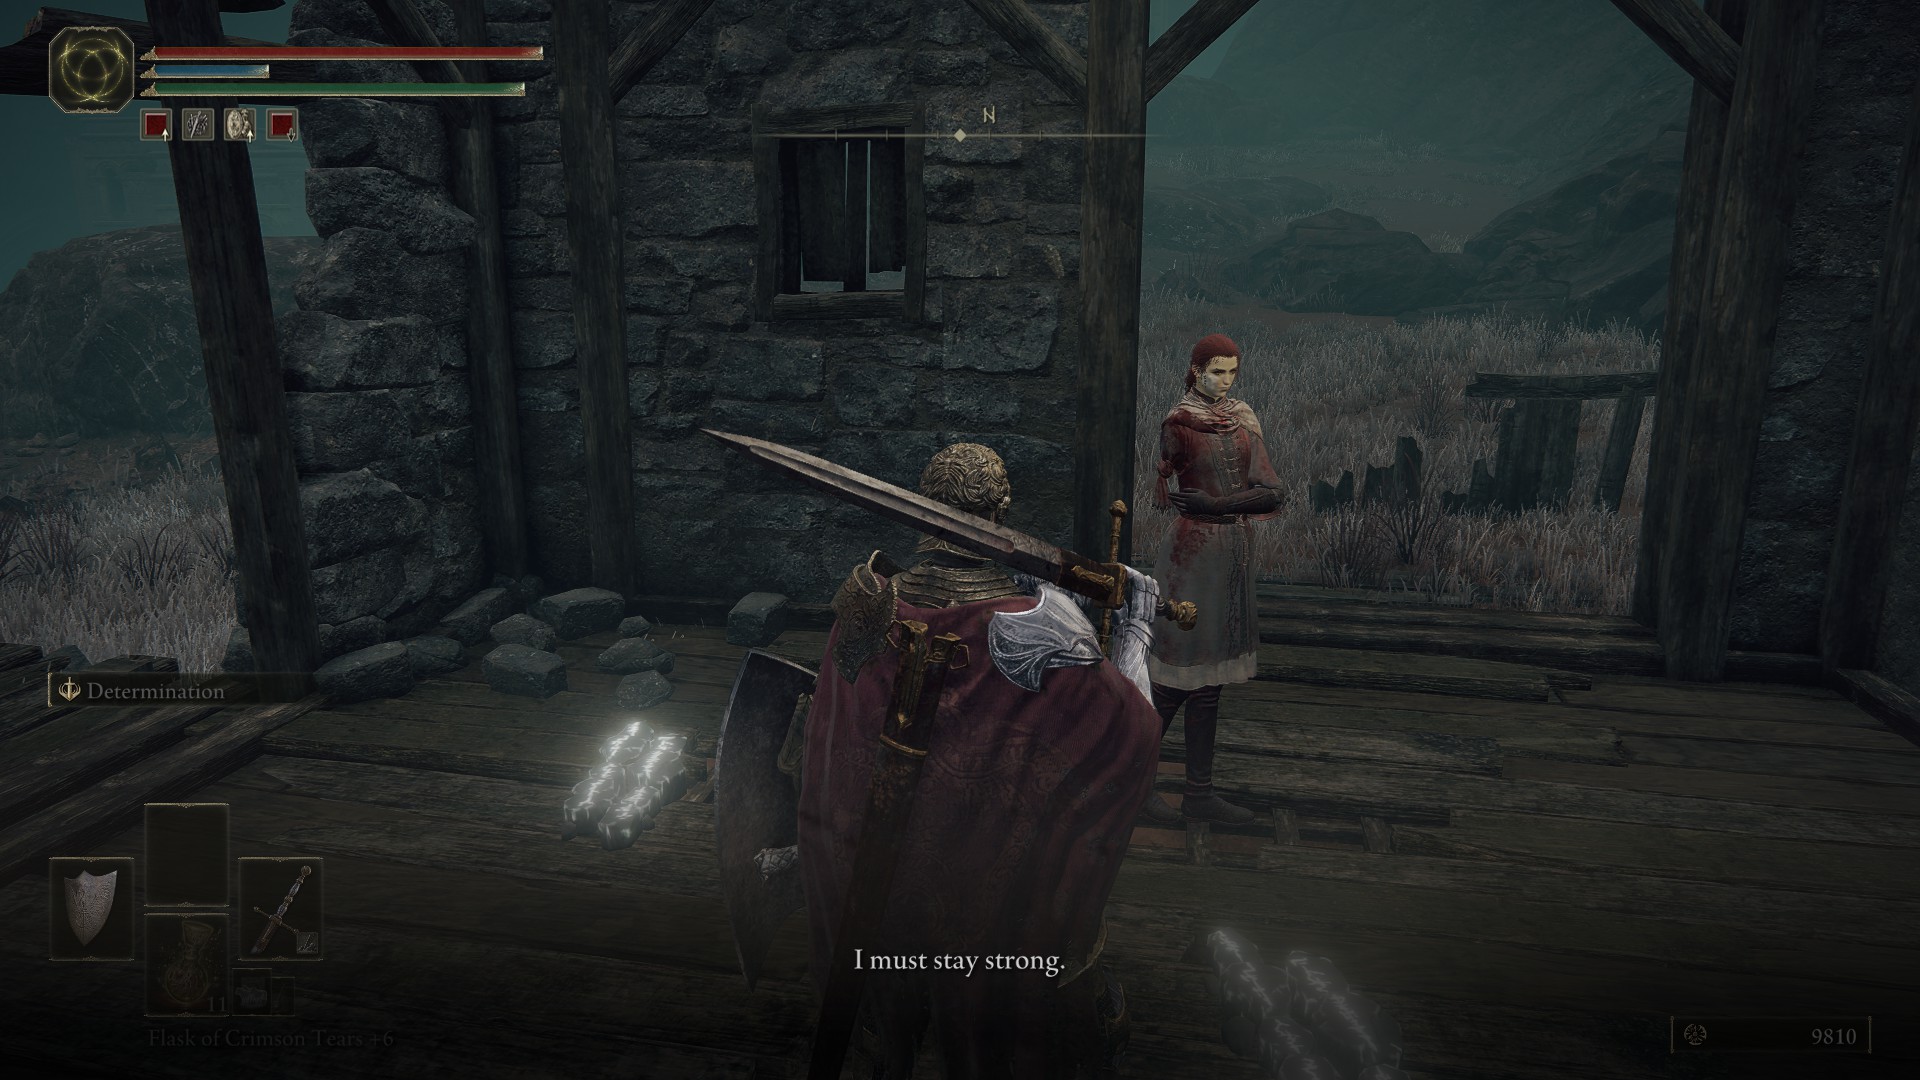 N
Determination
I must stay strong.
11
Flask of Crimson Tears +6
9810